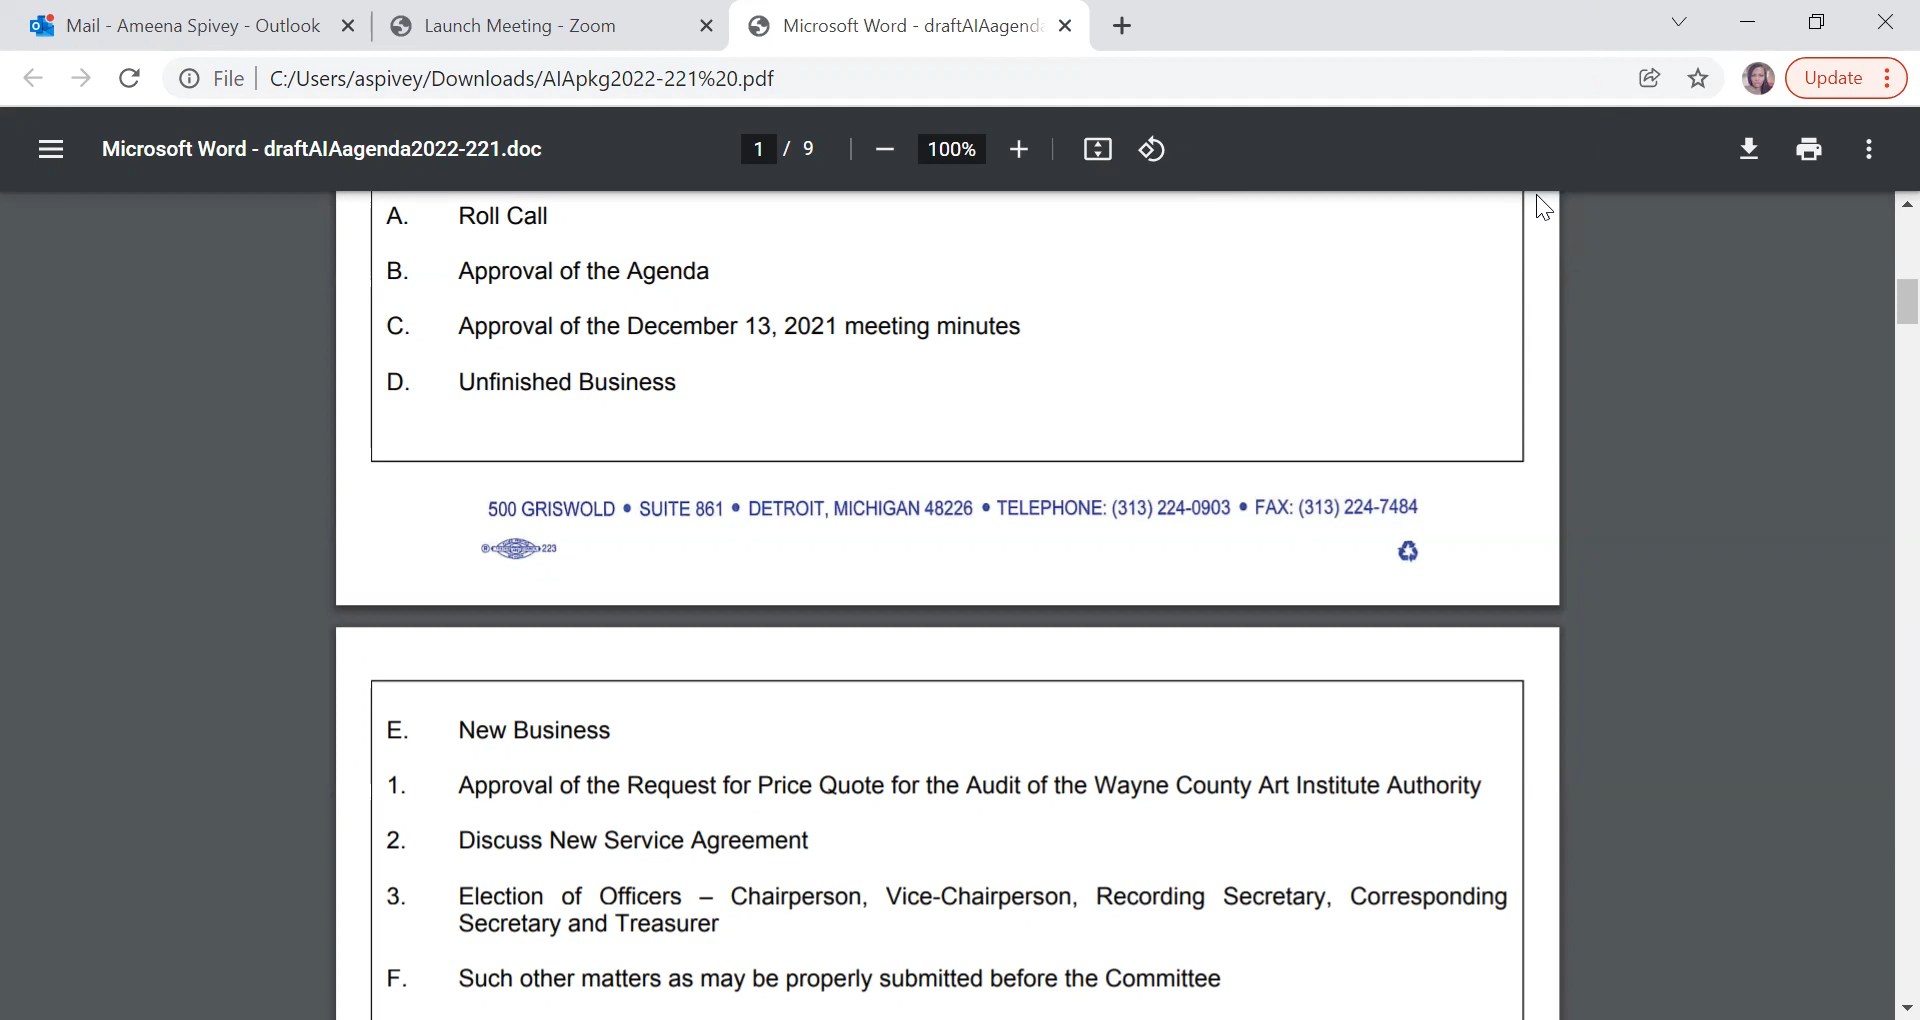 Mail - Ameena Spivey - Outlook
Launch Meeting - Zoom
Microsoft Word - draftAIAagenda
File
C:/Users/aspivey/Downloads/AIApkg2022-221%20.pdf
Update
Microsoft Word - draftAIAagenda2022-221.doc
1 / 9
100%
A. Roll Call
B. Approval of the Agenda
C. Approval of the December 13, 2021 meeting minutes
D. Unfinished Business
500 GRISWOLD • SUITE 861 • DETROIT, MICHIGAN 48226 • TELEPHONE: (313) 224-0903 • FAX: (313) 224-7484
® 223
E. New Business
1. Approval of the Request for Price Quote for the Audit of the Wayne County Art Institute Authority
2. Discuss New Service Agreement
3. Election of Officers – Chairperson, Vice-Chairperson, Recording Secretary, Corresponding
Secretary and Treasurer
F. Such other matters as may be properly submitted before the Committee